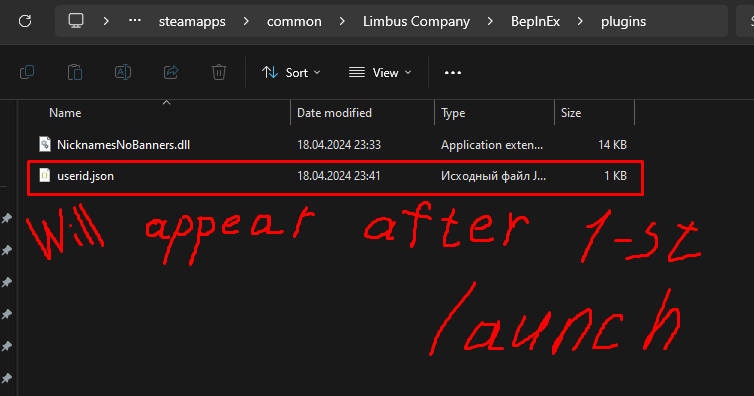 steamapps > common > Limbus Company > BepInEx > plugins
Sort View
Name Date modified Type Size
NicknamesNoBanners.dll 18.04.2024 23:33 Application exten... 14 KB
userid.json 18.04.2024 23:41 Исходный файл J... 1 KB
Will appear after 1-st
launch